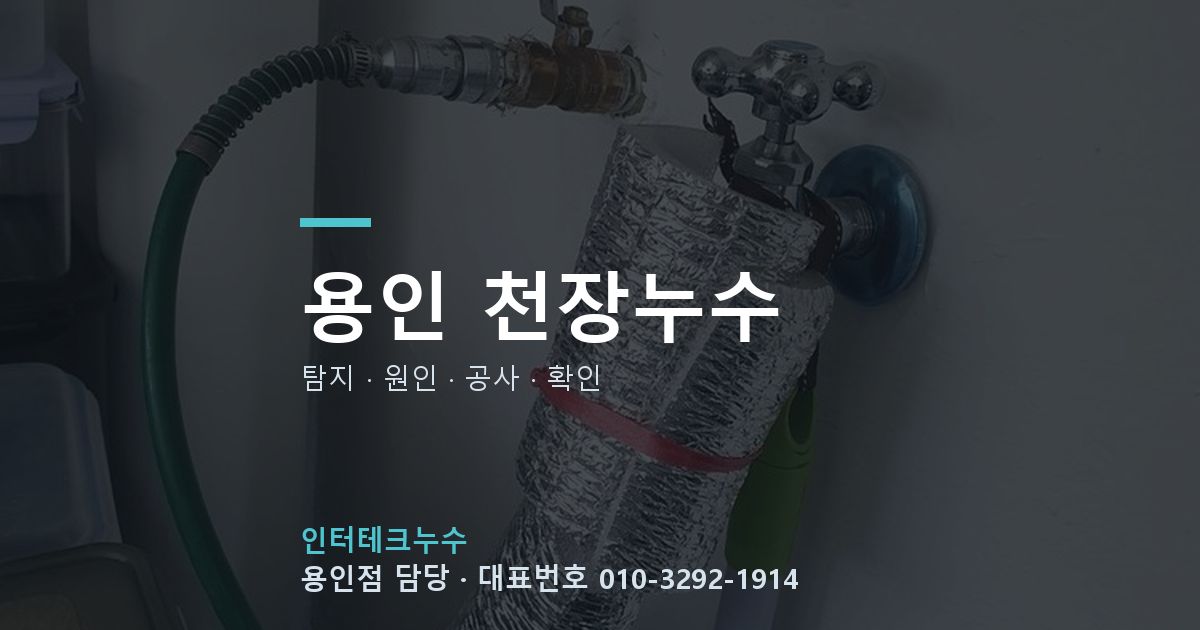 용인 천장누수
탐지 · 원인 · 공사 · 확인
인터테크누수
용인점 담당 · 대표번호 010-3292-1914